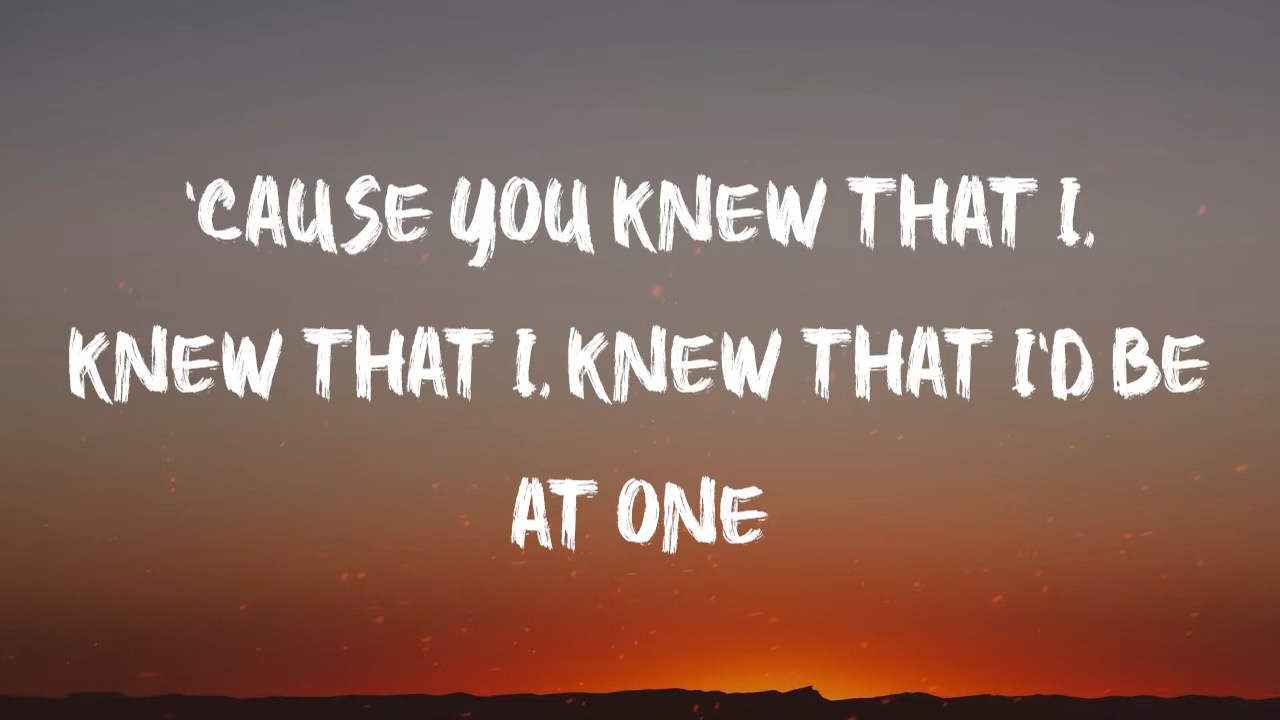 ‘CAUSE YOU KNEW THAT I,
KNEW THAT I, KNEW THAT I'D BE
AT ONE